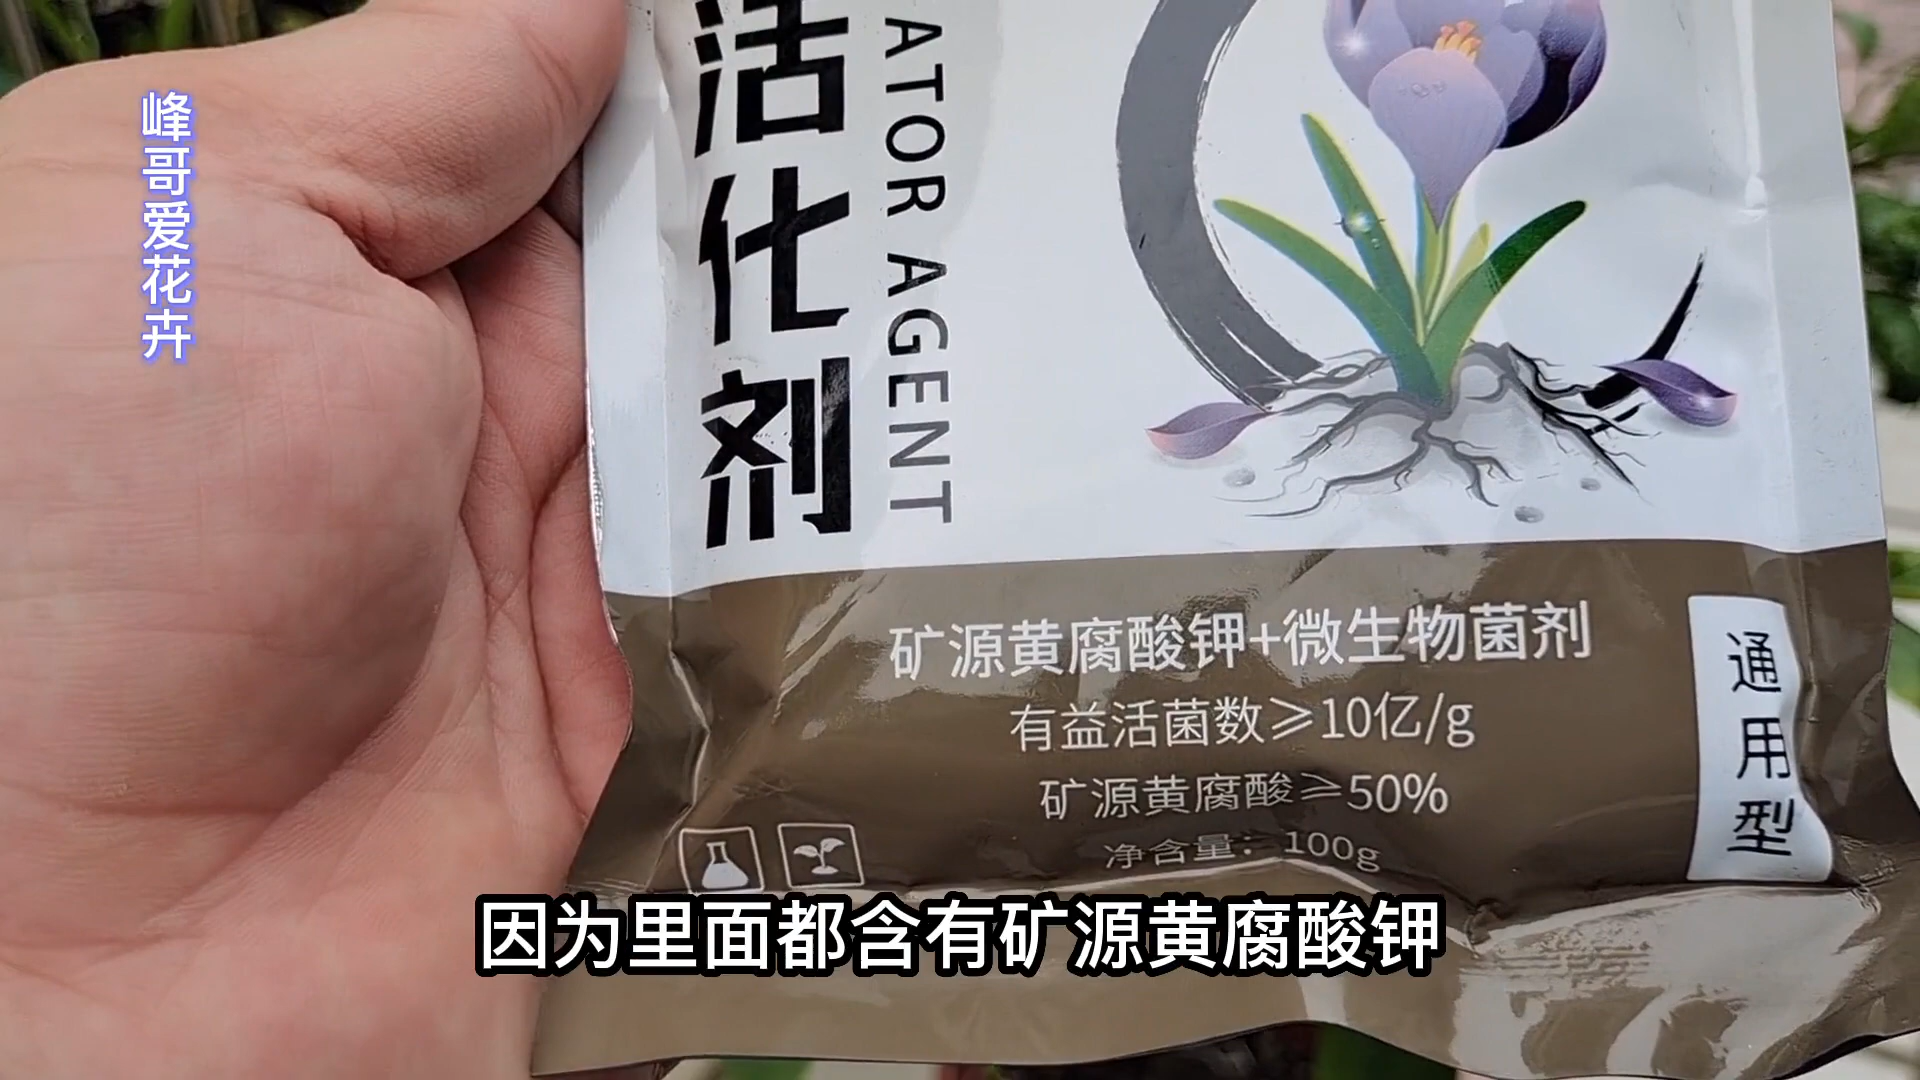 峰哥爱花卉
活化剂
ATOR AGENT
矿源黄腐酸钾+微生物菌剂
有益活菌数≥10亿/g
矿源黄腐酸≥50%
净含量：100g
通用型
因为里面都含有矿源黄腐酸钾